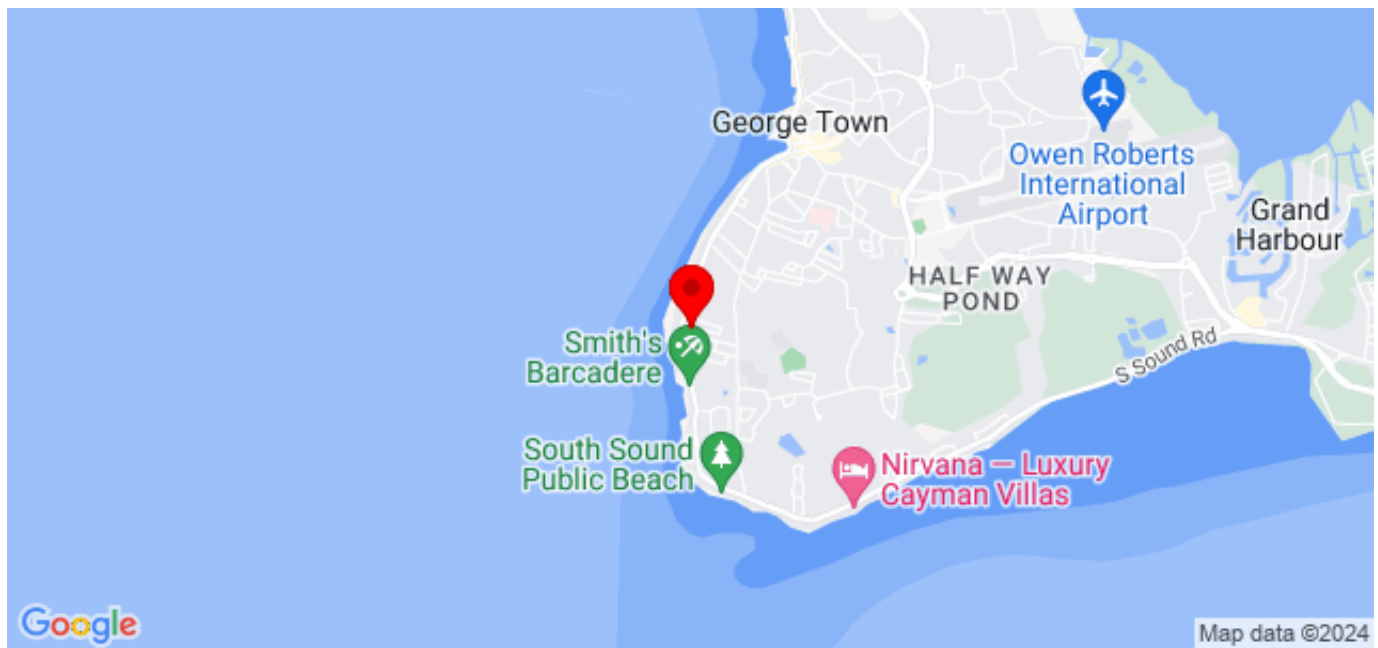 George Town
Owen Roberts
International
Airport
Grand
Harbour
HALF WAY
POND
Smith's
Barcadere
S Sound Rd
South Sound
Public Beach
Nirvana — Luxury
Cayman Villas
Google
Map data ©2024